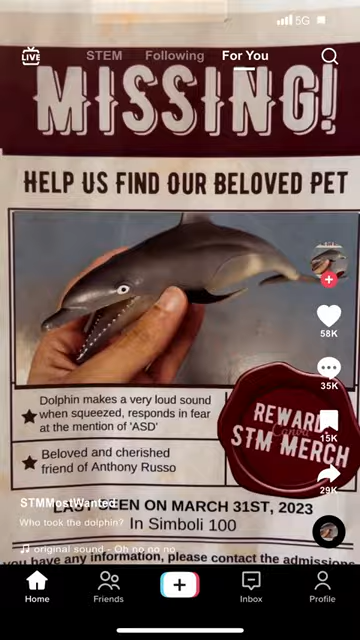 5G
LIVE
STEM
Following
For You
MISSING!
HELP US FIND OUR BELOVED PET
58K
35K
15K
29K
Dolphin makes a very loud sound
when squeezed, responds in fear
at the mention of 'ASD'
REWARD
Canva
STM MERCH
Beloved and cherished
friend of Anthony Russo
SEEN ON MARCH 31ST, 2023
In Simboli 100
STMMostWanted
Who took the dolphin?
original sound - Oh no no no
you have any information, please contact the admissions
Home
Friends
Inbox
Profile